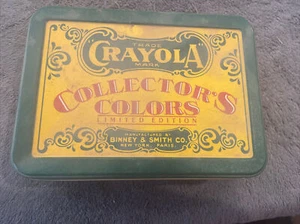 TRADE
"CRAYOLA"
MARK
COLLECTOR'S
COLORS
LIMITED EDITION
MANUFACTURED BY
BINNEY & SMITH CO.
NEW YORK, PARIS.